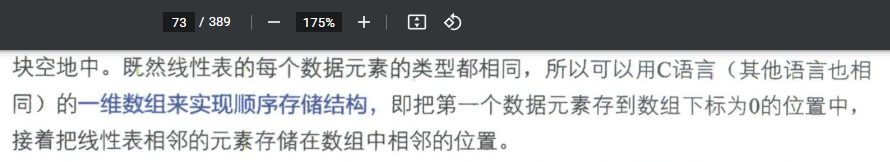 73 / 389 — 175% +
块空地中。既然线性表的每个数据元素的类型都相同，所以可以用C语言（其他语言也相
同）的一维数组来实现顺序存储结构，即把第一个数据元素存到数组下标为0的位置中，
接着把线性表相邻的元素存储在数组中相邻的位置。